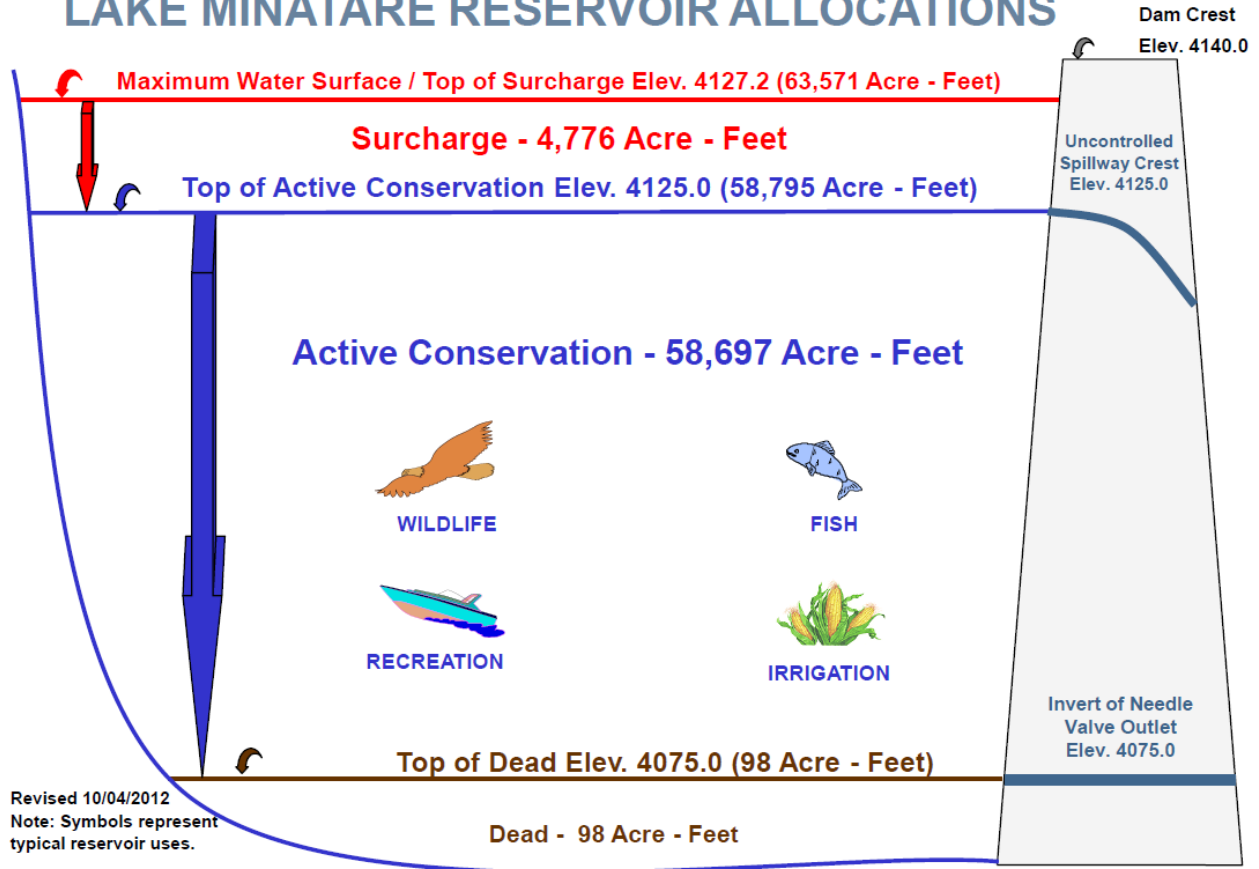 LAKE MINATARE RESERVOIR ALLOCATIONS
Dam Crest
Elev. 4140.0
Maximum Water Surface / Top of Surcharge Elev. 4127.2 (63,571 Acre - Feet)
Surcharge - 4,776 Acre - Feet
Uncontrolled
Spillway Crest
Elev. 4125.0
Top of Active Conservation Elev. 4125.0 (58,795 Acre - Feet)
Active Conservation - 58,697 Acre - Feet
WILDLIFE
FISH
RECREATION
IRRIGATION
Invert of Needle
Valve Outlet
Elev. 4075.0
Top of Dead Elev. 4075.0 (98 Acre - Feet)
Revised 10/04/2012
Note: Symbols represent
typical reservoir uses.
Dead -  98 Acre - Feet